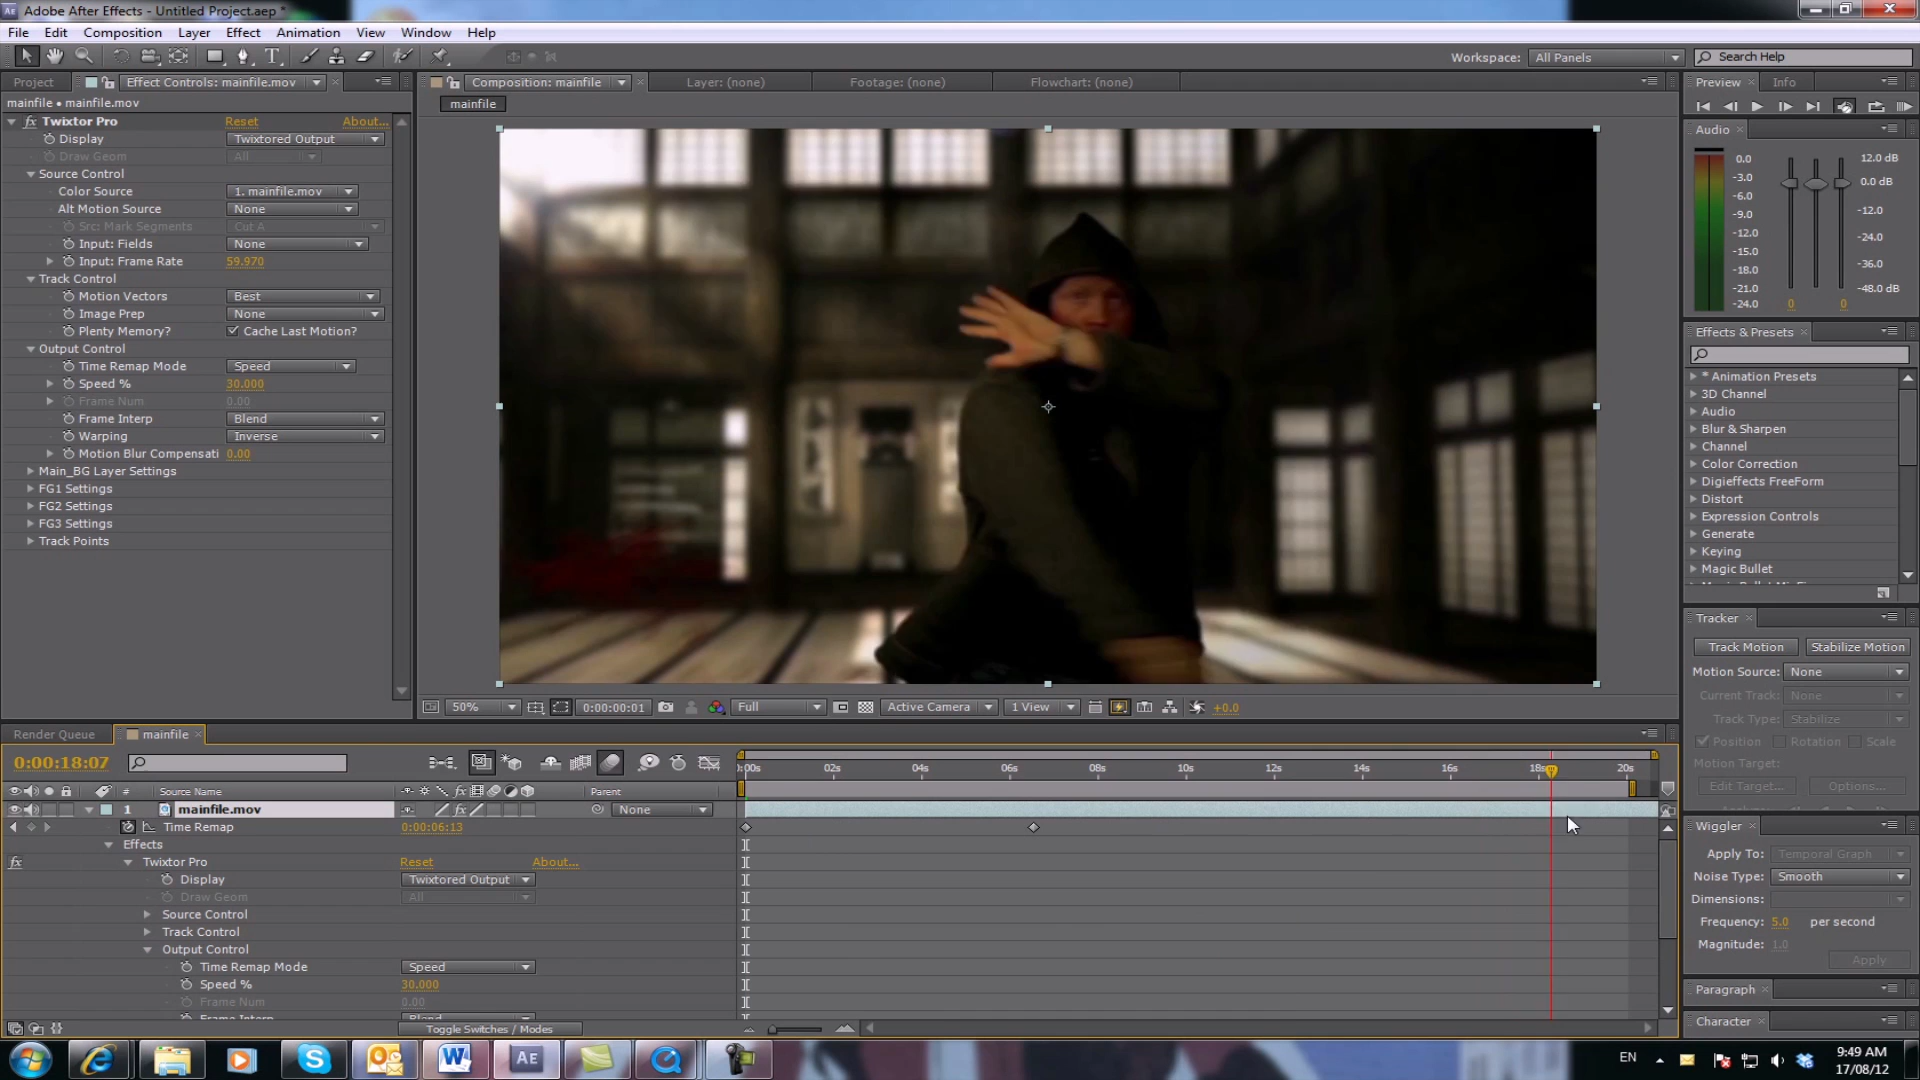 Adobe After Effects - Untitled Project.aep *
File Edit Composition Layer Effect Animation View Window Help
Workspace: All Panels Search Help
Project Effect Controls: mainfile.mov Composition: mainfile Layer: (none) Footage: (none) Flowchart: (none) Preview Info
mainfile • mainfile.mov
mainfile
Twixtor Pro Reset About...
Display Twixtored Output
Draw Geom All
Source Control
Color Source 1. mainfile.mov
Alt Motion Source None
Src: Mark Segments Cut A
Input: Fields None
Input: Frame Rate 59.970
Track Control
Motion Vectors Best
Image Prep None
Plenty Memory? Cache Last Motion?
Output Control
Time Remap Mode Speed
Speed % 30.000
Frame Num 0.00
Frame Interp Blend
Warping Inverse
Motion Blur Compensati 0.00
Main_BG Layer Settings
FG1 Settings
FG2 Settings
FG3 Settings
Track Points
50% 0:00:00:01 Full Active Camera 1 View +0.0
Audio
0.0
-3.0
-6.0
-9.0
-12.0
-15.0
-18.0
-21.0
-24.0
12.0 dB
0.0 dB
-12.0
-24.0
-36.0
-48.0 dB
0 0
Effects & Presets
* Animation Presets
3D Channel
Audio
Blur & Sharpen
Channel
Color Correction
Digieffects FreeForm
Distort
Expression Controls
Generate
Keying
Magic Bullet
Tracker
Track Motion Stabilize Motion
Motion Source: None
Current Track: None
Track Type: Stabilize
Position Rotation Scale
Motion Target:
Edit Target... Options...
Wiggler
Apply To: Temporal Graph
Noise Type: Smooth
Dimensions:
Frequency: 5.0 per second
Magnitude: 1.0
Apply
Paragraph
Character
Render Queue mainfile
0:00:18:07
:00s 02s 04s 06s 08s 10s 12s 14s 16s 18s 20s
# Source Name Parent
1 mainfile.mov None
Time Remap 0:00:06:13
Effects
Twixtor Pro Reset About...
Display Twixtored Output
Draw Geom All
Source Control
Track Control
Output Control
Time Remap Mode Speed
Speed % 30.000
Frame Num 0.00
Frame Interp Blend
Toggle Switches / Modes
EN 9:49 AM
17/08/12